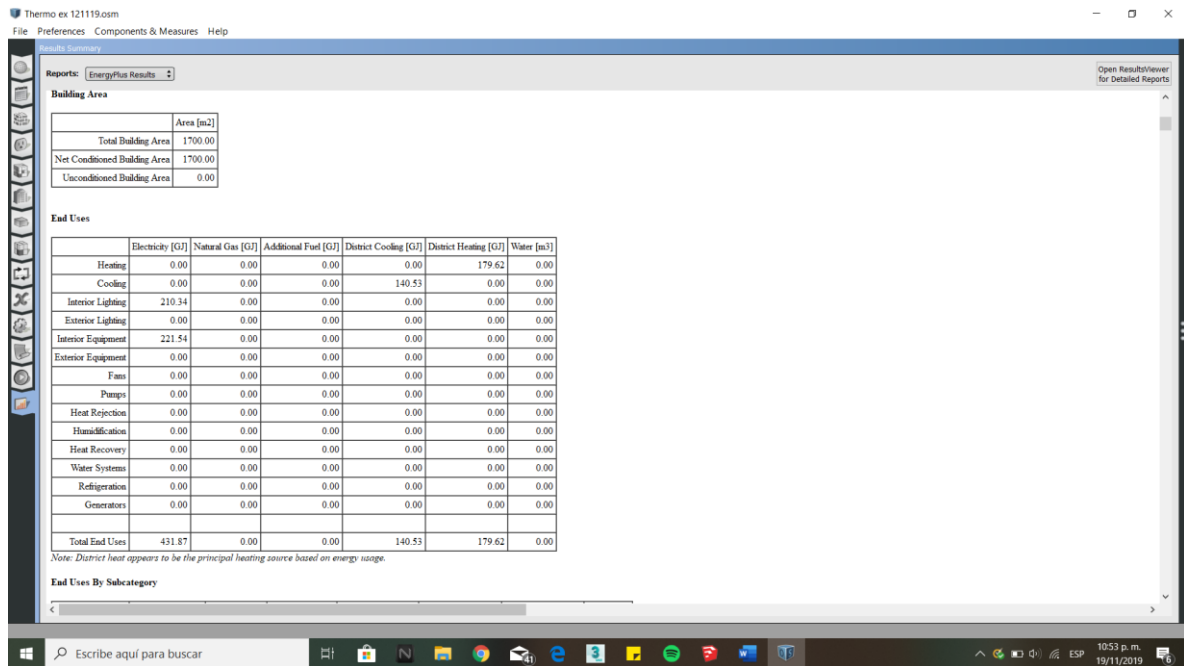 Thermo ex 121119.osm
File Preferences Components & Measures Help
Results Summary
Reports: EnergyPlus Results
Open ResultsViewer
for Detailed Reports
Building Area
Area [m2]
Total Building Area 1700.00
Net Conditioned Building Area 1700.00
Unconditioned Building Area 0.00
End Uses
Electricity [GJ] Natural Gas [GJ] Additional Fuel [GJ] District Cooling [GJ] District Heating [GJ] Water [m3]
Heating 0.00 0.00 0.00 0.00 179.62 0.00
Cooling 0.00 0.00 0.00 140.53 0.00 0.00
Interior Lighting 210.34 0.00 0.00 0.00 0.00 0.00
Exterior Lighting 0.00 0.00 0.00 0.00 0.00 0.00
Interior Equipment 221.54 0.00 0.00 0.00 0.00 0.00
Exterior Equipment 0.00 0.00 0.00 0.00 0.00 0.00
Fans 0.00 0.00 0.00 0.00 0.00 0.00
Pumps 0.00 0.00 0.00 0.00 0.00 0.00
Heat Rejection 0.00 0.00 0.00 0.00 0.00 0.00
Humidification 0.00 0.00 0.00 0.00 0.00 0.00
Heat Recovery 0.00 0.00 0.00 0.00 0.00 0.00
Water Systems 0.00 0.00 0.00 0.00 0.00 0.00
Refrigeration 0.00 0.00 0.00 0.00 0.00 0.00
Generators 0.00 0.00 0.00 0.00 0.00 0.00
Total End Uses 431.87 0.00 0.00 140.53 179.62 0.00
Note: District heat appears to be the principal heating source based on energy usage.
End Uses By Subcategory
Escribe aquí para buscar
41
ESP
10:53 p. m.
19/11/2019
6